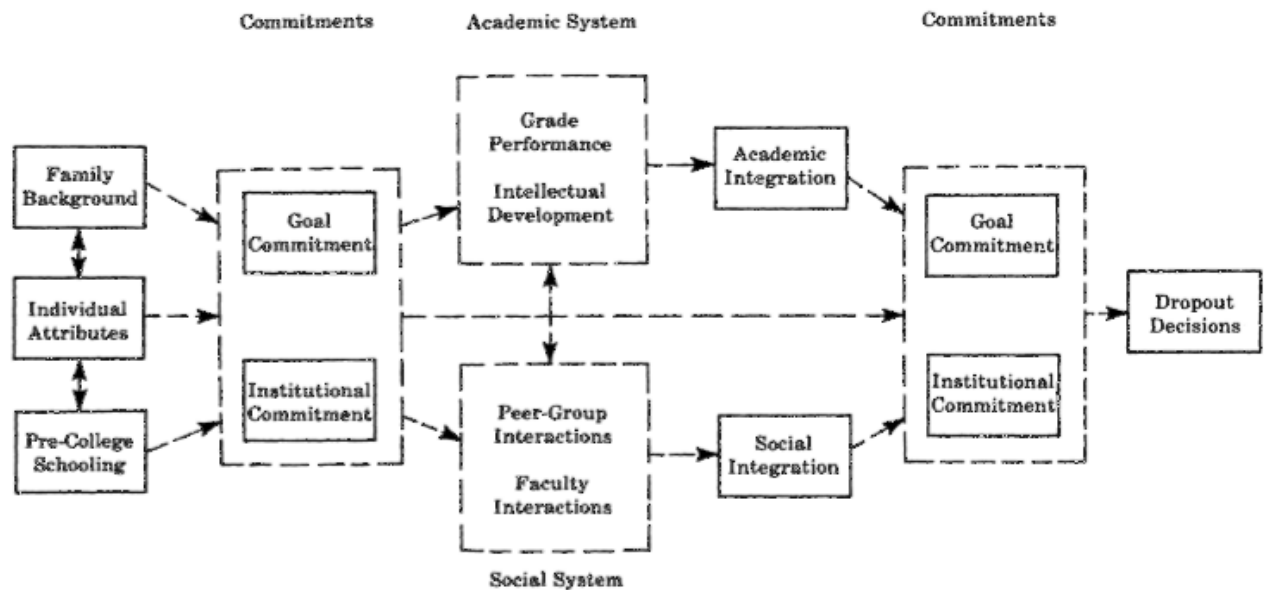 Commitments
Academic System
Commitments
Family
Background
Individual
Attributes
Pre-College
Schooling
Goal
Commitment
Institutional
Commitment
Grade
Performance
Intellectual
Development
Peer-Group
Interactions
Faculty
Interactions
Social System
Academic
Integration
Social
Integration
Goal
Commitment
Institutional
Commitment
Dropout
Decisions